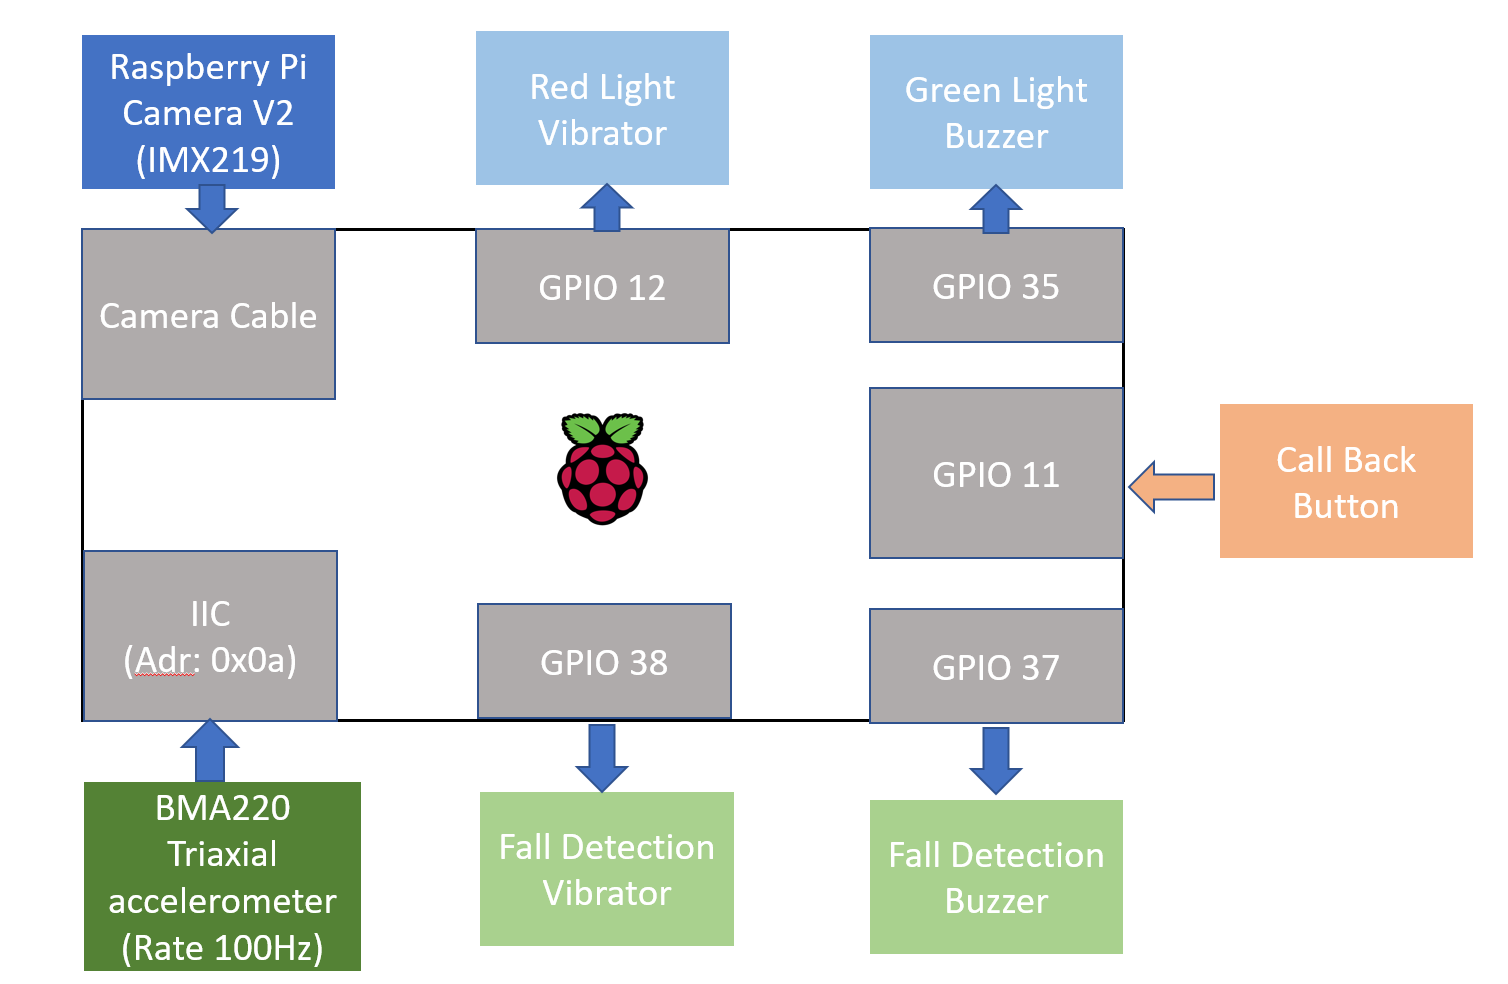 Raspberry Pi
Camera V2
(IMX219)
Red Light
Vibrator
Green Light
Buzzer
Camera Cable
GPIO 12
GPIO 35
GPIO 11
Call Back
Button
IIC
(Adr: 0x0a)
GPIO 38
GPIO 37
BMA220
Triaxial
accelerometer
(Rate 100Hz)
Fall Detection
Vibrator
Fall Detection
Buzzer